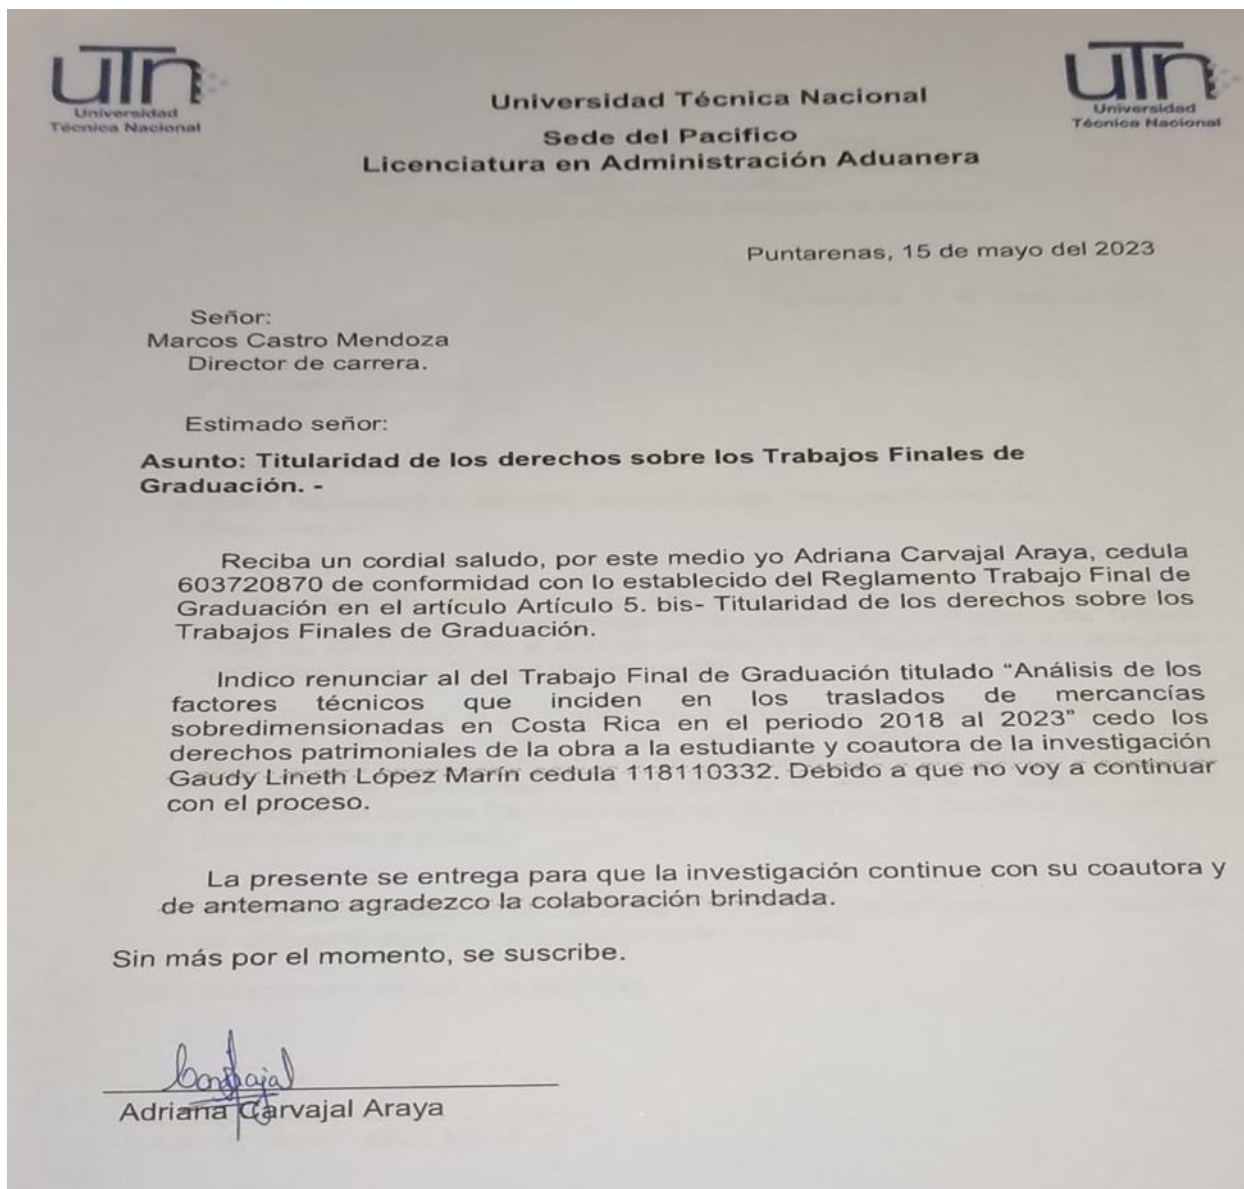 uTn
Universidad
Técnica Nacional
uTn
Universidad
Técnica Nacional
Universidad Técnica Nacional
Sede del Pacifico
Licenciatura en Administración Aduanera
Puntarenas, 15 de mayo del 2023
Señor:
Marcos Castro Mendoza
Director de carrera.
Estimado señor:
Asunto: Titularidad de los derechos sobre los Trabajos Finales de
Graduación. -
Reciba un cordial saludo, por este medio yo Adriana Carvajal Araya, cedula
603720870 de conformidad con lo establecido del Reglamento Trabajo Final de
Graduación en el artículo Artículo 5. bis- Titularidad de los derechos sobre los
Trabajos Finales de Graduación.
Indico renunciar al del Trabajo Final de Graduación titulado “Análisis de los
factores técnicos que inciden en los traslados de mercancías
sobredimensionadas en Costa Rica en el periodo 2018 al 2023” cedo los
derechos patrimoniales de la obra a la estudiante y coautora de la investigación
Gaudy Lineth López Marín cedula 118110332. Debido a que no voy a continuar
con el proceso.
La presente se entrega para que la investigación continue con su coautora y
de antemano agradezco la colaboración brindada.
Sin más por el momento, se suscribe.
Adriana Carvajal Araya